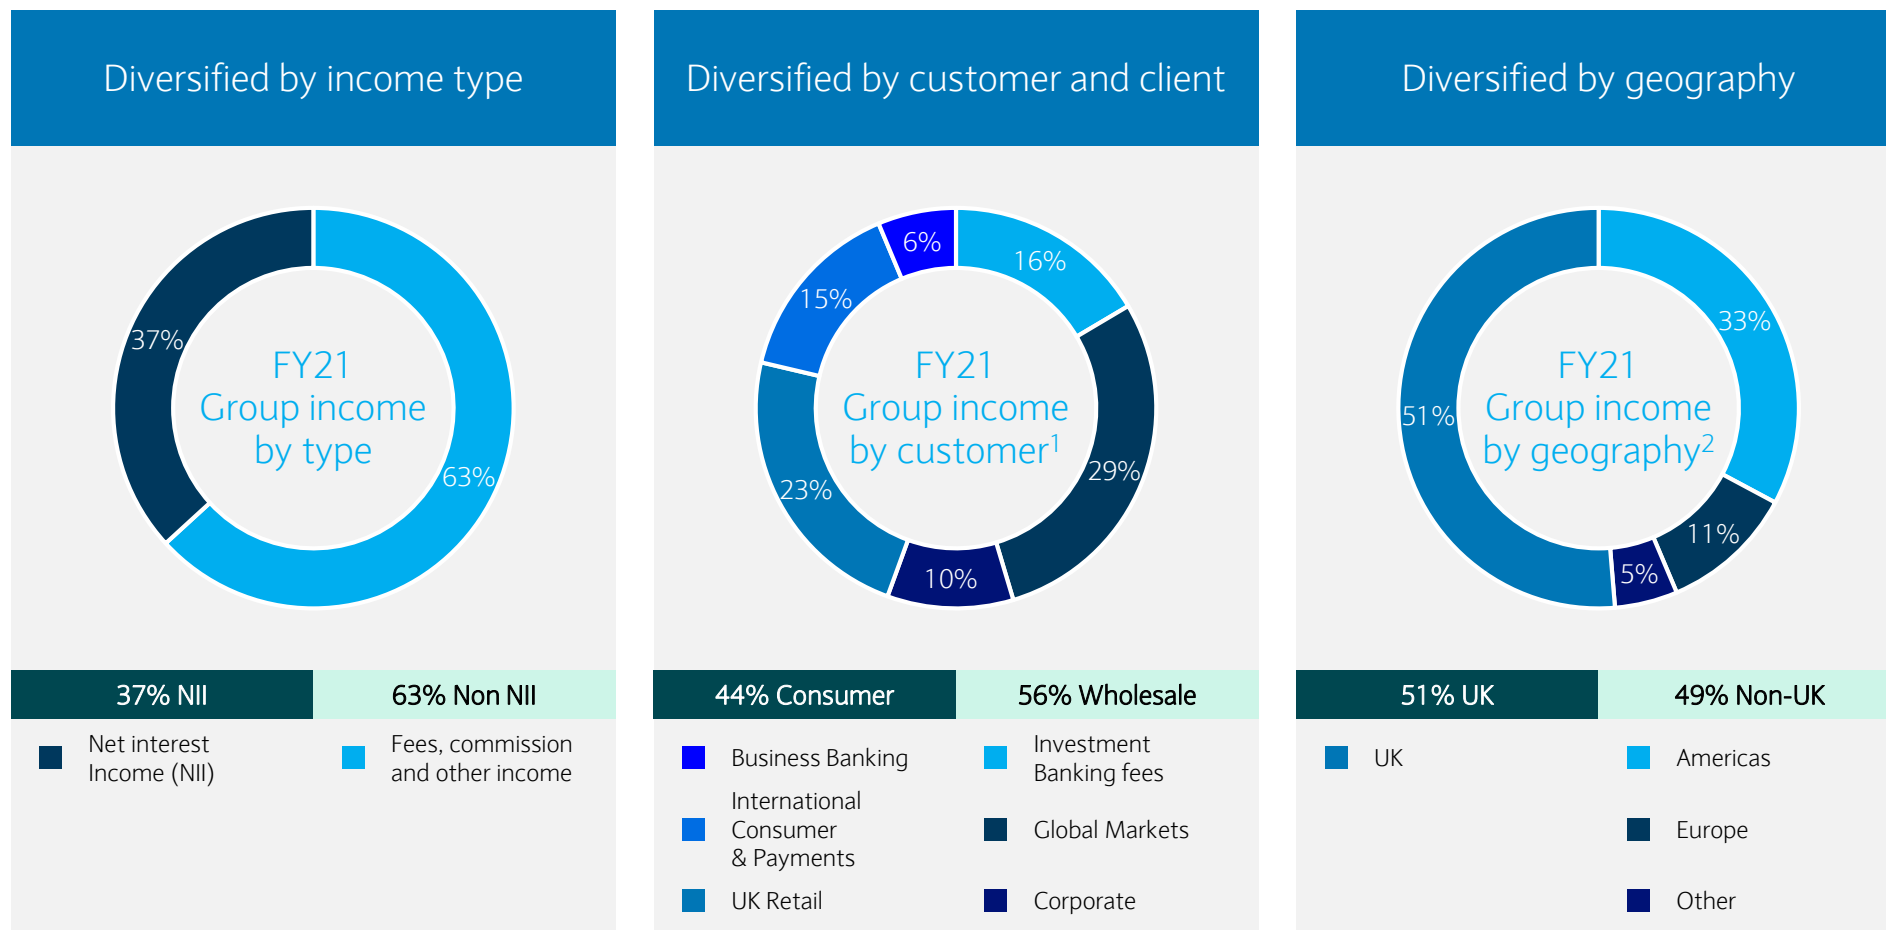 Diversified by income type
37%
63%
FY21
Group income
by type
37% NII
63% Non NII
Net interest
Income (NII)
Fees, commission
and other income
Diversified by customer and client
6%
16%
15%
29%
23%
10%
FY21
Group income
by customer¹
44% Consumer
56% Wholesale
Business Banking
International
Consumer
& Payments
UK Retail
Investment
Banking fees
Global Markets
Corporate
Diversified by geography
33%
51%
11%
5%
FY21
Group income
by geography²
51% UK
49% Non-UK
UK
Americas
Europe
Other